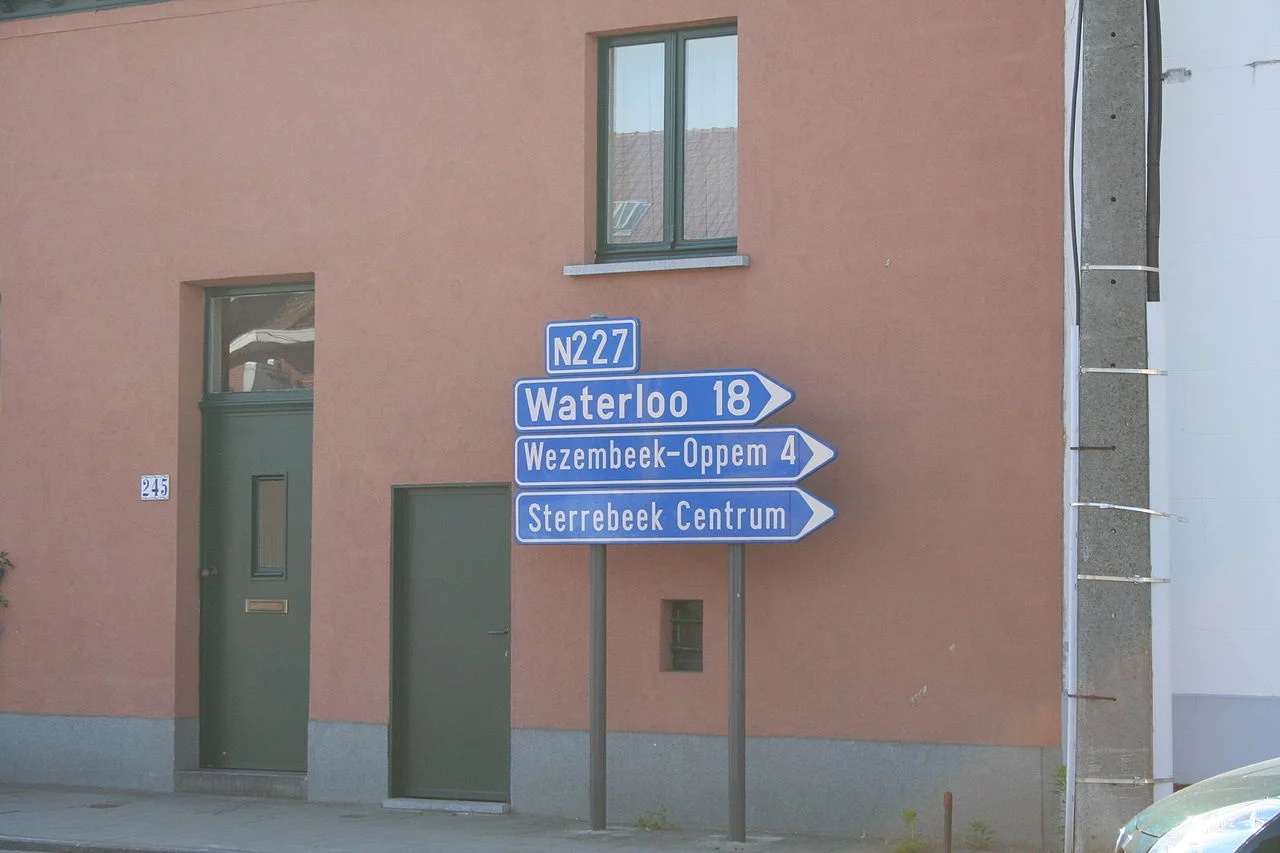 N227
Waterloo 18
Wezembeek-Oppem 4
Sterrebeek Centrum
245